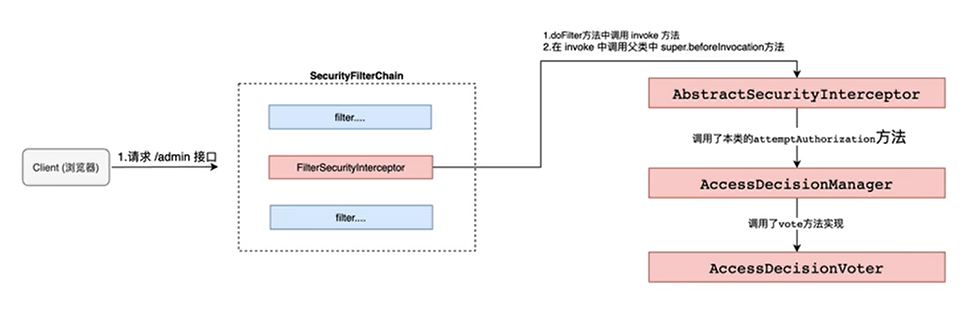 1.doFilter方法中调用 invoke 方法
2.在 invoke 中调用父类中 super.beforeInvocation方法
SecurityFilterChain
filter....
FilterSecurityInterceptor
filter....
Client (浏览器)
1.请求 /admin 接口
AbstractSecurityInterceptor
调用了本类的attemptAuthorization方法
AccessDecisionManager
调用了vote方法实现
AccessDecisionVoter